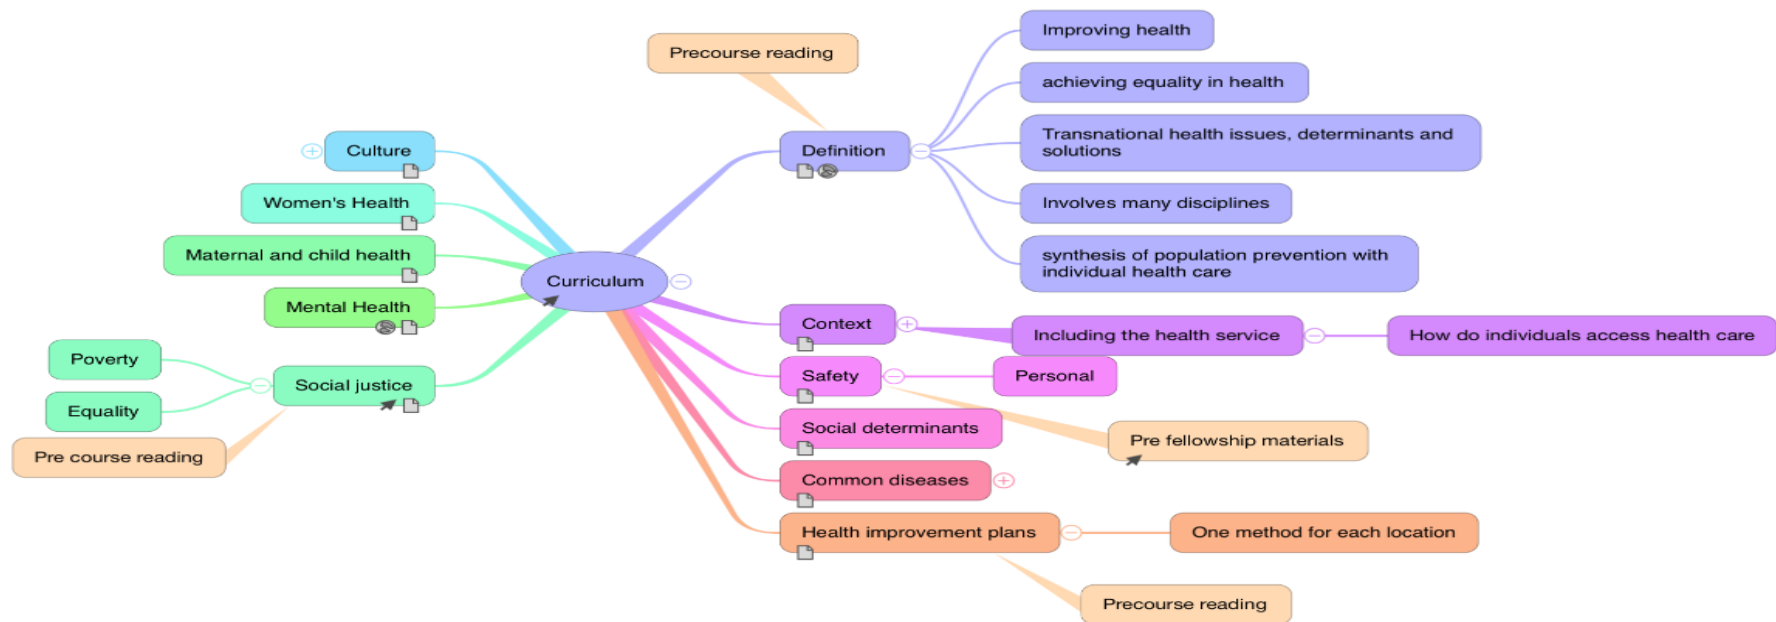 Improving health
Precourse reading
achieving equality in health
Transnational health issues, determinants and
solutions
Culture
Definition
Women's Health
Involves many disciplines
Maternal and child health
synthesis of population prevention with
individual health care
Curriculum
Mental Health
Context
Including the health service
How do individuals access health care
Poverty
Social justice
Safety
Personal
Equality
Social determinants
Pre fellowship materials
Pre course reading
Common diseases
Health improvement plans
One method for each location
Precourse reading